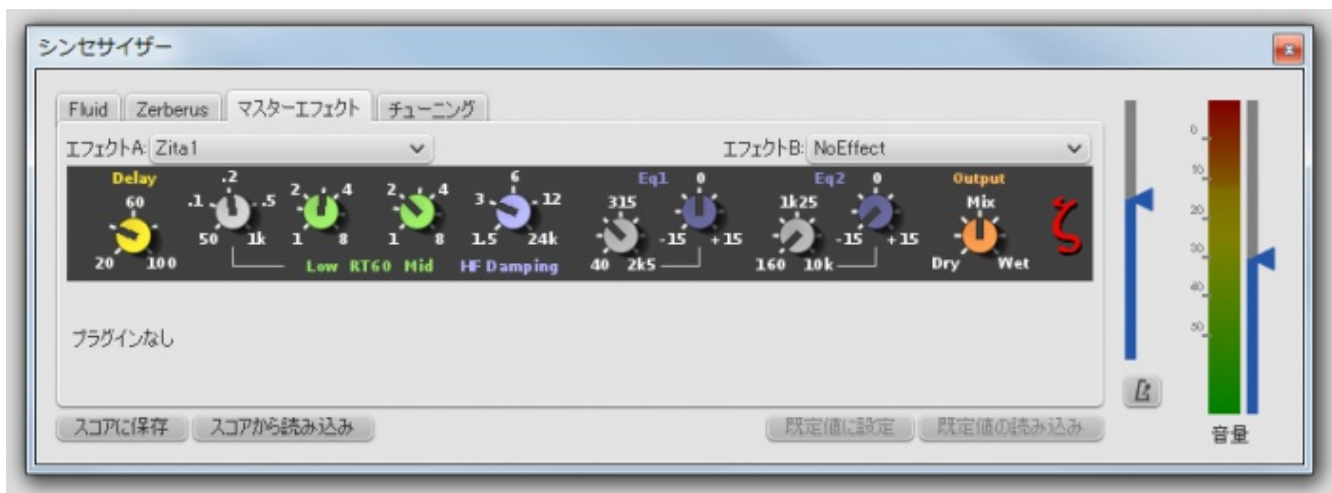 シンセサイザー
Fluid Zerberus マスターエフェクト チューニング
エフェクトA: Zita1 エフェクトB: NoEffect
Delay .2 6 Eq1 0 Eq2 0 Output
60 .1 .5 2 4 2 4 3 12 315 1k25 Mix
50 1k 1 8 1 8 1.5 24k -15 +15 -15 +15
20 100 Low RT60 Mid HF Damping 40 2k5 160 10k Dry Wet
ζ
プラグインなし
スコアに保存 スコアから読み込み 既定値に設定 既定値の読み込み
0
10
20
30
40
50
音量